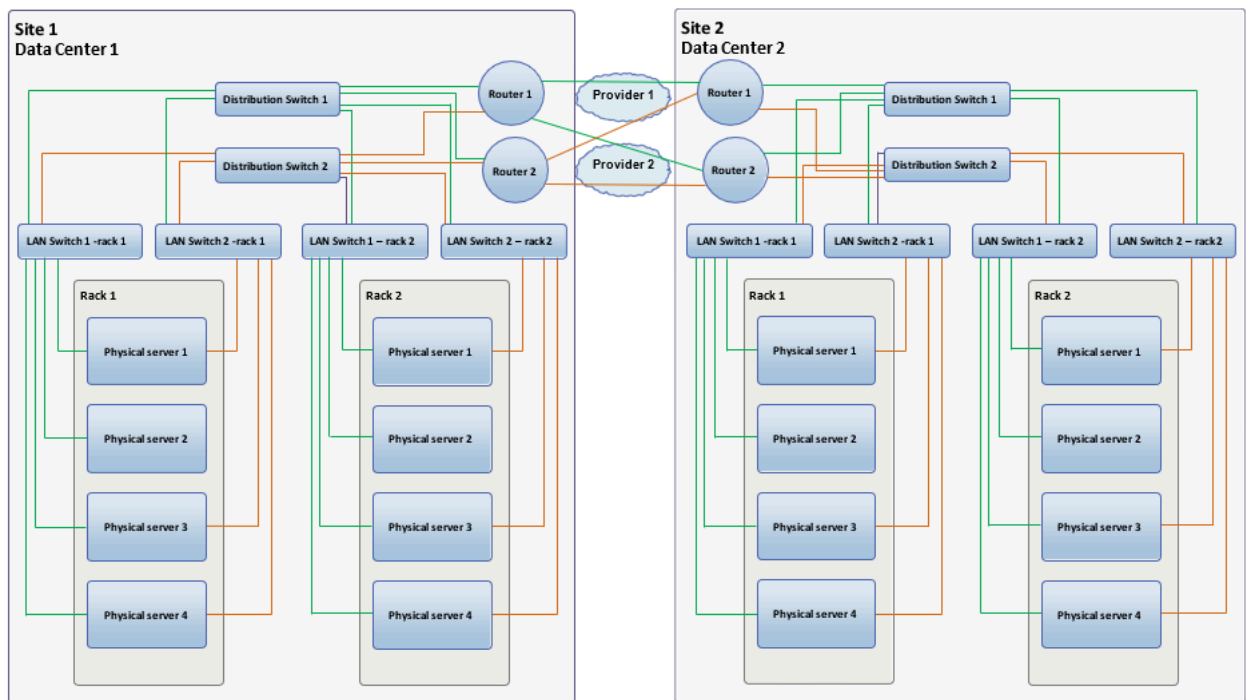 Site 1
Data Center 1
Distribution Switch 1
Distribution Switch 2
Router 1
Router 2
LAN Switch 1 -rack 1
LAN Switch 2 -rack 1
LAN Switch 1 – rack 2
LAN Switch 2 – rack 2
Rack 1
Physical server 1
Physical server 2
Physical server 3
Physical server 4
Rack 2
Physical server 1
Physical server 2
Physical server 3
Physical server 4
Provider 1
Provider 2
Site 2
Data Center 2
Router 1
Router 2
Distribution Switch 1
Distribution Switch 2
LAN Switch 1 -rack 1
LAN Switch 2 -rack 1
LAN Switch 1 – rack 2
LAN Switch 2 – rack 2
Rack 1
Physical server 1
Physical server 2
Physical server 3
Physical server 4
Rack 2
Physical server 1
Physical server 2
Physical server 3
Physical server 4